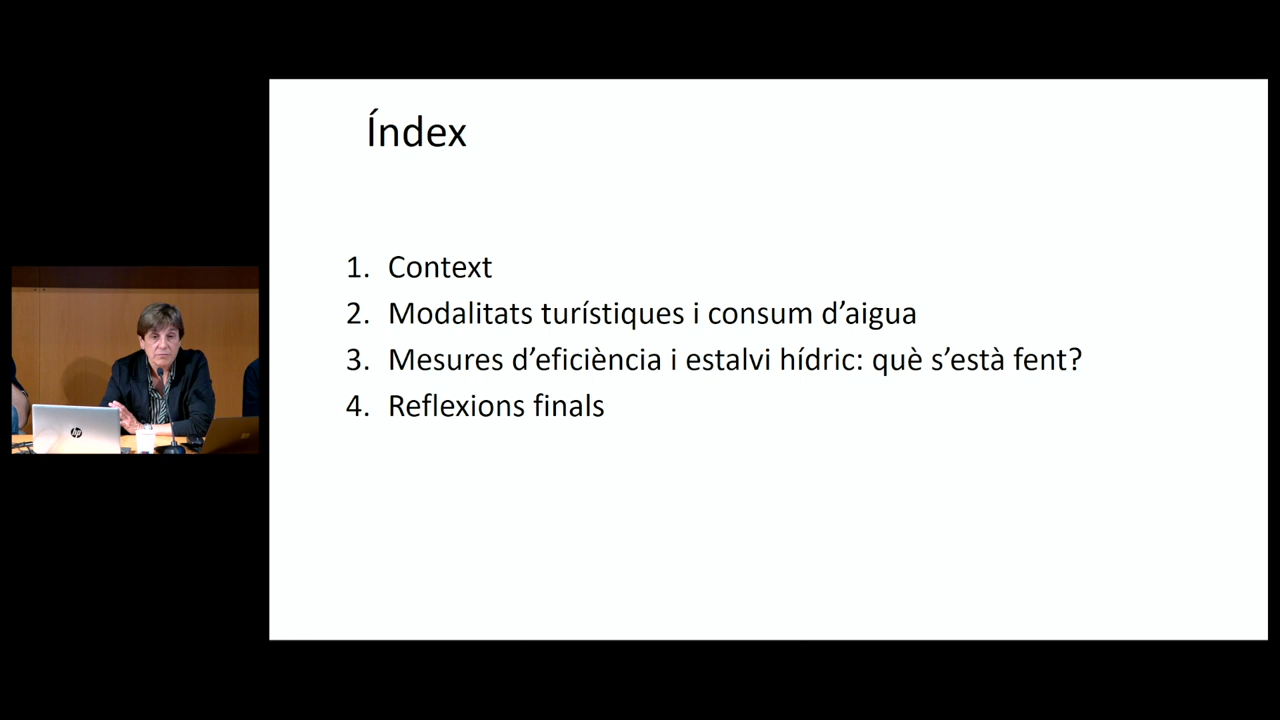 Índex
1. Context
2. Modalitats turístiques i consum d’aigua
3. Mesures d’eficiència i estalvi hídric: què s’està fent?
4. Reflexions finals
hp